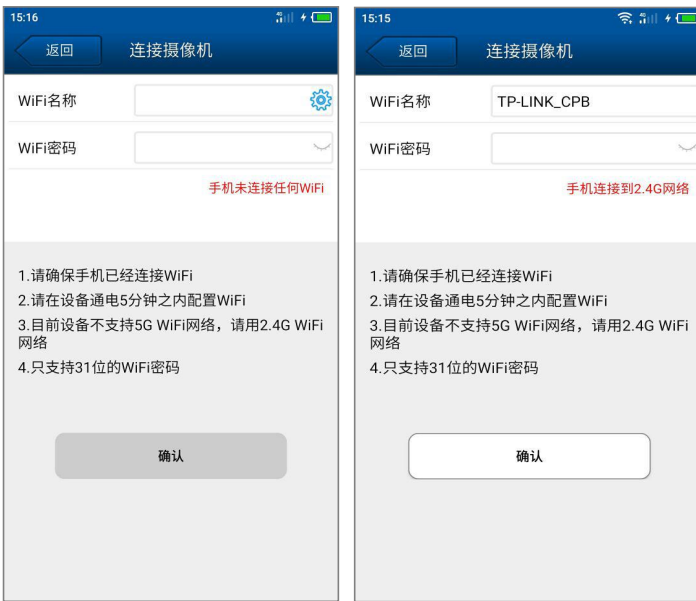 15:16
返回
连接摄像机
WiFi名称
WiFi密码
手机未连接任何WiFi
1.请确保手机已经连接WiFi
2.请在设备通电5分钟之内配置WiFi
3.目前设备不支持5G WiFi网络，请用2.4G WiFi
网络
4.只支持31位的WiFi密码
确认
15:15
返回
连接摄像机
WiFi名称
TP-LINK_CPB
WiFi密码
手机连接到2.4G网络
1.请确保手机已经连接WiFi
2.请在设备通电5分钟之内配置WiFi
3.目前设备不支持5G WiFi网络，请用2.4G WiFi
网络
4.只支持31位的WiFi密码
确认